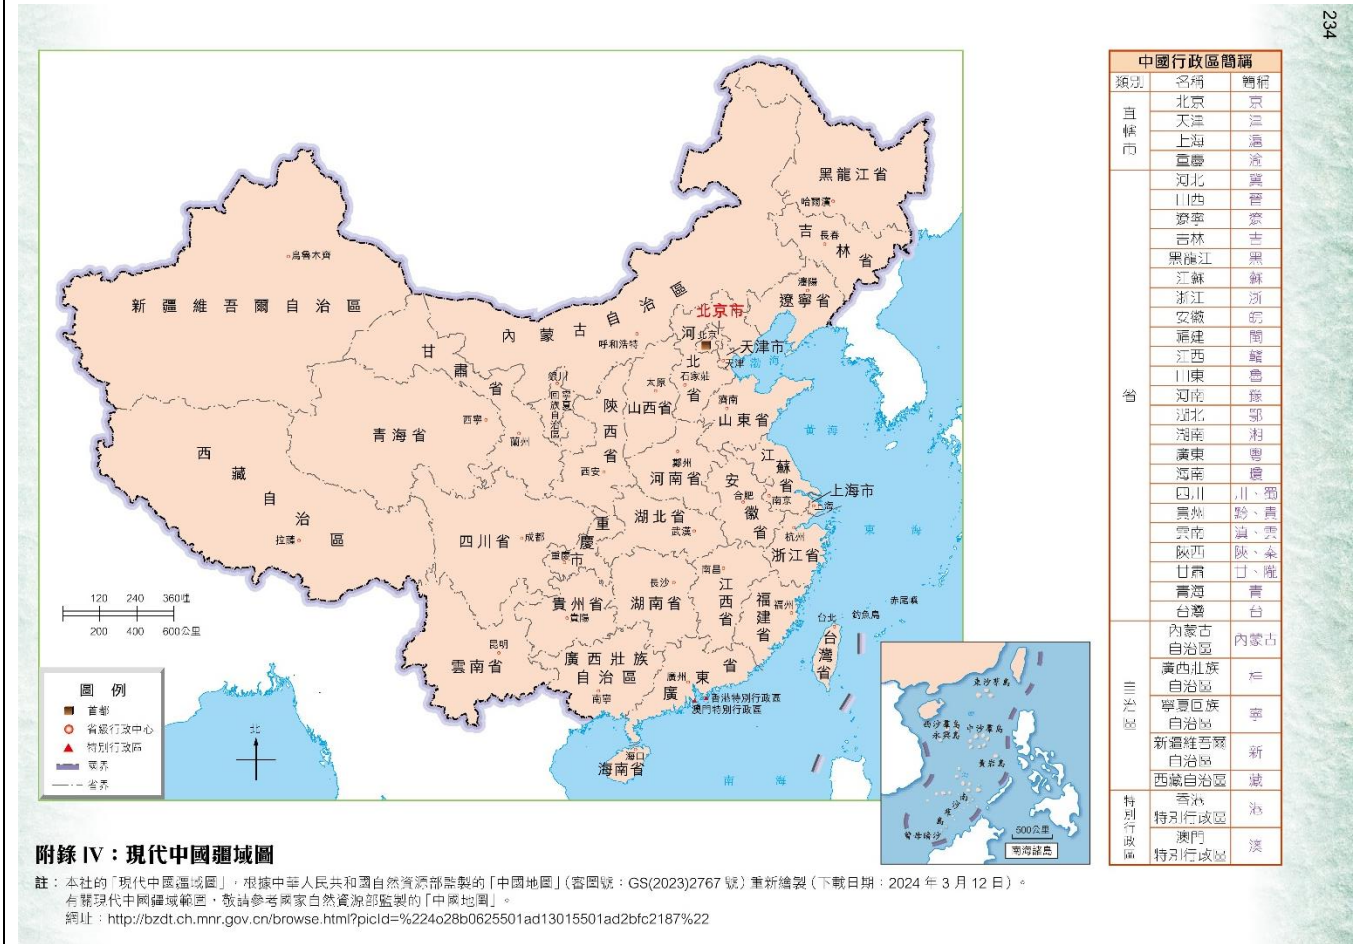 234
新疆維吾爾自治區
烏魯木齊
西藏自治區
拉薩
青海省
西寧
甘肅省
蘭州
內蒙古自治區
呼和浩特
寧夏回族自治區
銀川
黑龍江省
哈爾濱
吉林省
長春
遼寧省
瀋陽
北京市
北京
天津市
天津
渤海
河北省
石家莊
山西省
太原
山東省
濟南
黃海
陝西省
西安
河南省
鄭州
江蘇省
南京
安徽省
合肥
上海市
上海
東海
湖北省
武漢
浙江省
杭州
四川省
成都
重慶市
重慶
貴州省
貴陽
湖南省
長沙
江西省
南昌
福建省
福州
雲南省
昆明
廣西壯族自治區
南寧
廣東省
廣州
香港特別行政區
澳門特別行政區
海南省
海口
台灣省
台北
釣魚島
赤尾嶼
南海
120 240 360哩
200 400 600公里
圖例
首都
省級行政中心
特別行政區
國界
省界
北
東沙羣島
西沙羣島
永興島
中沙羣島
黃岩島
南沙羣島
曾母暗沙
500公里
南海諸島
中國行政區簡稱
類別 名稱 簡稱
直轄市
北京 京
天津 津
上海 滬
重慶 渝
省
河北 冀
山西 晉
遼寧 遼
吉林 吉
黑龍江 黑
江蘇 蘇
浙江 浙
安徽 皖
福建 閩
江西 贛
山東 魯
河南 豫
湖北 鄂
湖南 湘
廣東 粵
海南 瓊
四川 川、蜀
貴州 黔、貴
雲南 滇、雲
陝西 陝、秦
甘肅 甘、隴
青海 青
台灣 台
自治區
內蒙古自治區 內蒙古
廣西壯族自治區 桂
寧夏回族自治區 寧
新疆維吾爾自治區 新
西藏自治區 藏
特別行政區
香港特別行政區 港
澳門特別行政區 澳
附錄 IV：現代中國疆域圖
註：本社的「現代中國疆域圖」，根據中華人民共和國自然資源部監製的「中國地圖」（審圖號：GS(2023)2767 號）重新繪製（下載日期：2024 年 3 月 12 日）。
有關現代中國疆域範圍，敬請參考國家自然資源部監製的「中國地圖」。
網址：http://bzdt.ch.mnr.gov.cn/browse.html?picId=%224o28b0625501ad13015501ad2bfc2187%22